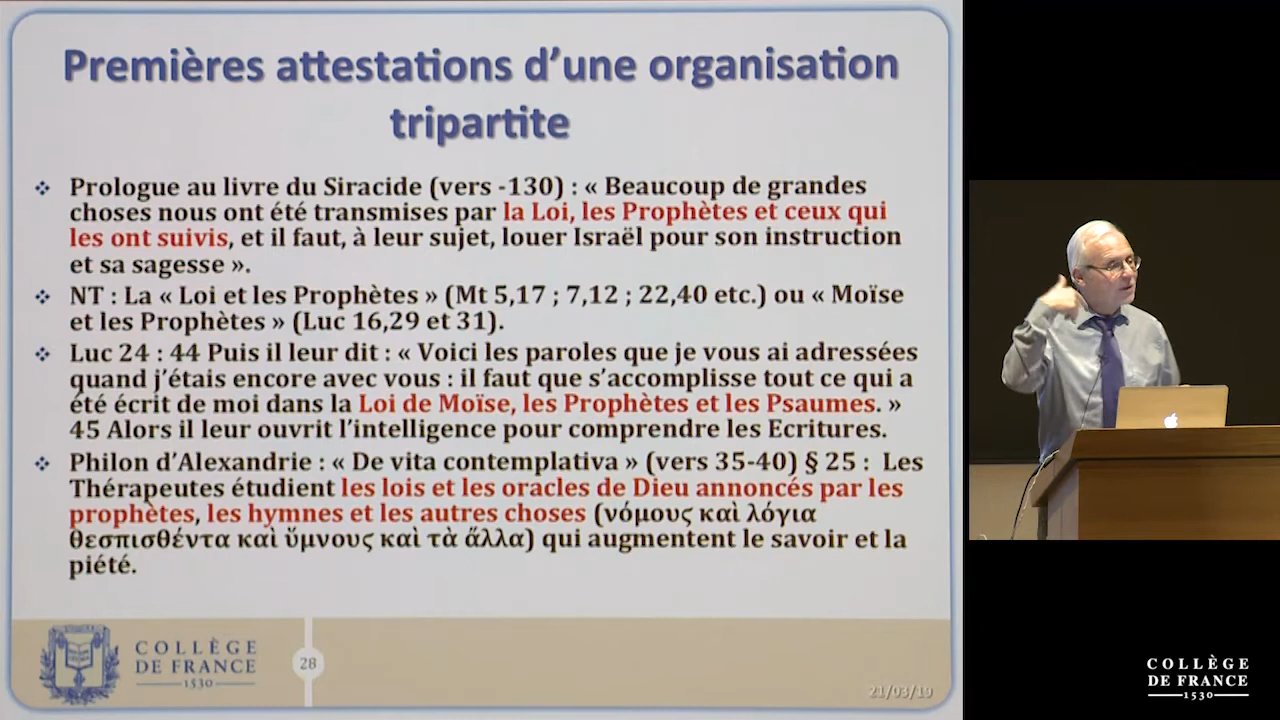 Premières attestations d’une organisation
tripartite
❖ Prologue au livre du Siracide (vers -130) : « Beaucoup de grandes
choses nous ont été transmises par la Loi, les Prophètes et ceux qui
les ont suivis, et il faut, à leur sujet, louer Israël pour son instruction
et sa sagesse ».
❖ NT : La « Loi et les Prophètes » (Mt 5,17 ; 7,12 ; 22,40 etc.) ou « Moïse
et les Prophètes » (Luc 16,29 et 31).
❖ Luc 24 : 44 Puis il leur dit : « Voici les paroles que je vous ai adressées
quand j’étais encore avec vous : il faut que s’accomplisse tout ce qui a
été écrit de moi dans la Loi de Moïse, les Prophètes et les Psaumes. »
45 Alors il leur ouvrit l’intelligence pour comprendre les Ecritures.
❖ Philon d’Alexandrie : « De vita contemplativa » (vers 35-40) § 25 : Les
Thérapeutes étudient les lois et les oracles de Dieu annoncés par les
prophètes, les hymnes et les autres choses (νόμους καὶ λόγια
θεσπισθέντα καὶ ὕμνους καὶ τὰ ἄλλα) qui augmentent le savoir et la
piété.
COLLÈGE
DE FRANCE
1530
28
21/03/19
COLLÈGE
DE FRANCE
1530